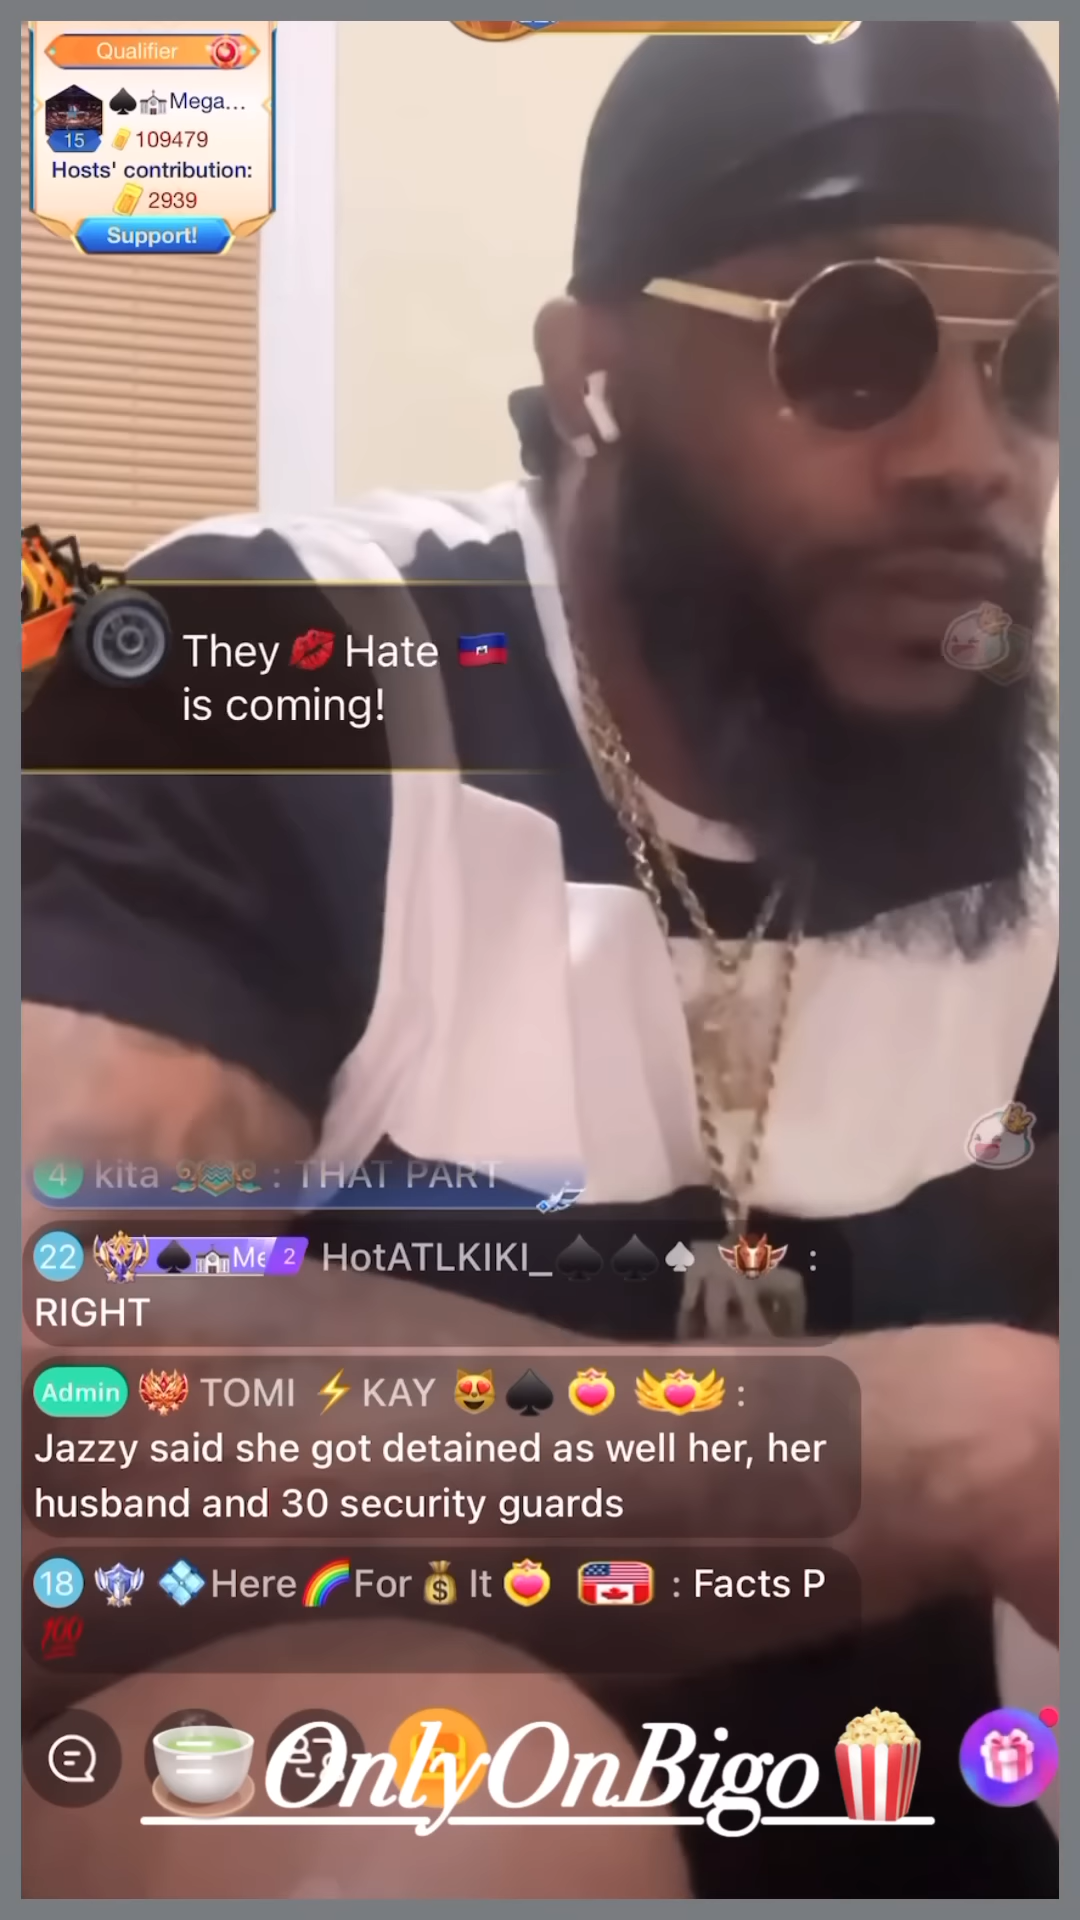 Qualifier
♠️⛪Mega...
15
109479
Hosts' contribution:
2939
Support!
They 💋 Hate 🇭🇹
is coming!
4 kita : THAT PART
22 ♠️⛪Me 2 HotATLKIKI_♠️♠️♠️ :
RIGHT
Admin TOMI ⚡KAY 😻♠️ :
Jazzy said she got detained as well her, her
husband and 30 security guards
18 💠Here🌈For💰It 🇺🇸🇨🇦 : Facts P
💯
🍵OnlyOnBigo🍿